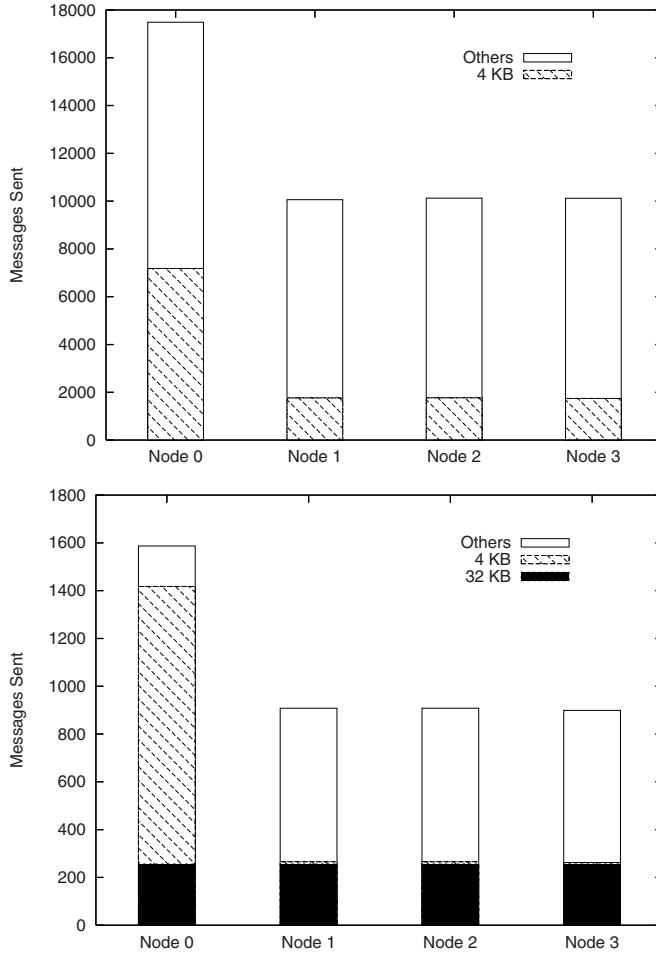 18000
16000
14000
12000
10000
8000
6000
4000
2000
0
Messages Sent
Others
4 KB
Node 0 Node 1 Node 2 Node 3
1800
1600
1400
1200
1000
800
600
400
200
0
Messages Sent
Others
4 KB
32 KB
Node 0 Node 1 Node 2 Node 3